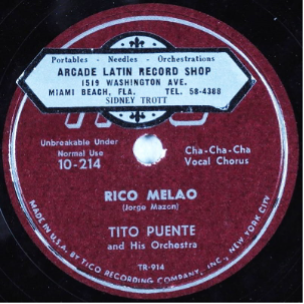 Portables - Needles - Orchestrations
ARCADE LATIN RECORD SHOP
1519 WASHINGTON AVE.
MIAMI BEACH, FLA. TEL. 58-4368
SIDNEY TROTT
Unbreakable Under
Normal Use
10-214
Cha-Cha-Cha
Vocal Chorus
RICO MELAO
(Jorge Mazon)
TITO PUENTE
and His Orchestra
TR-914
MADE IN U.S.A. BY TICO RECORDING COMPANY, INC., NEW YORK CITY